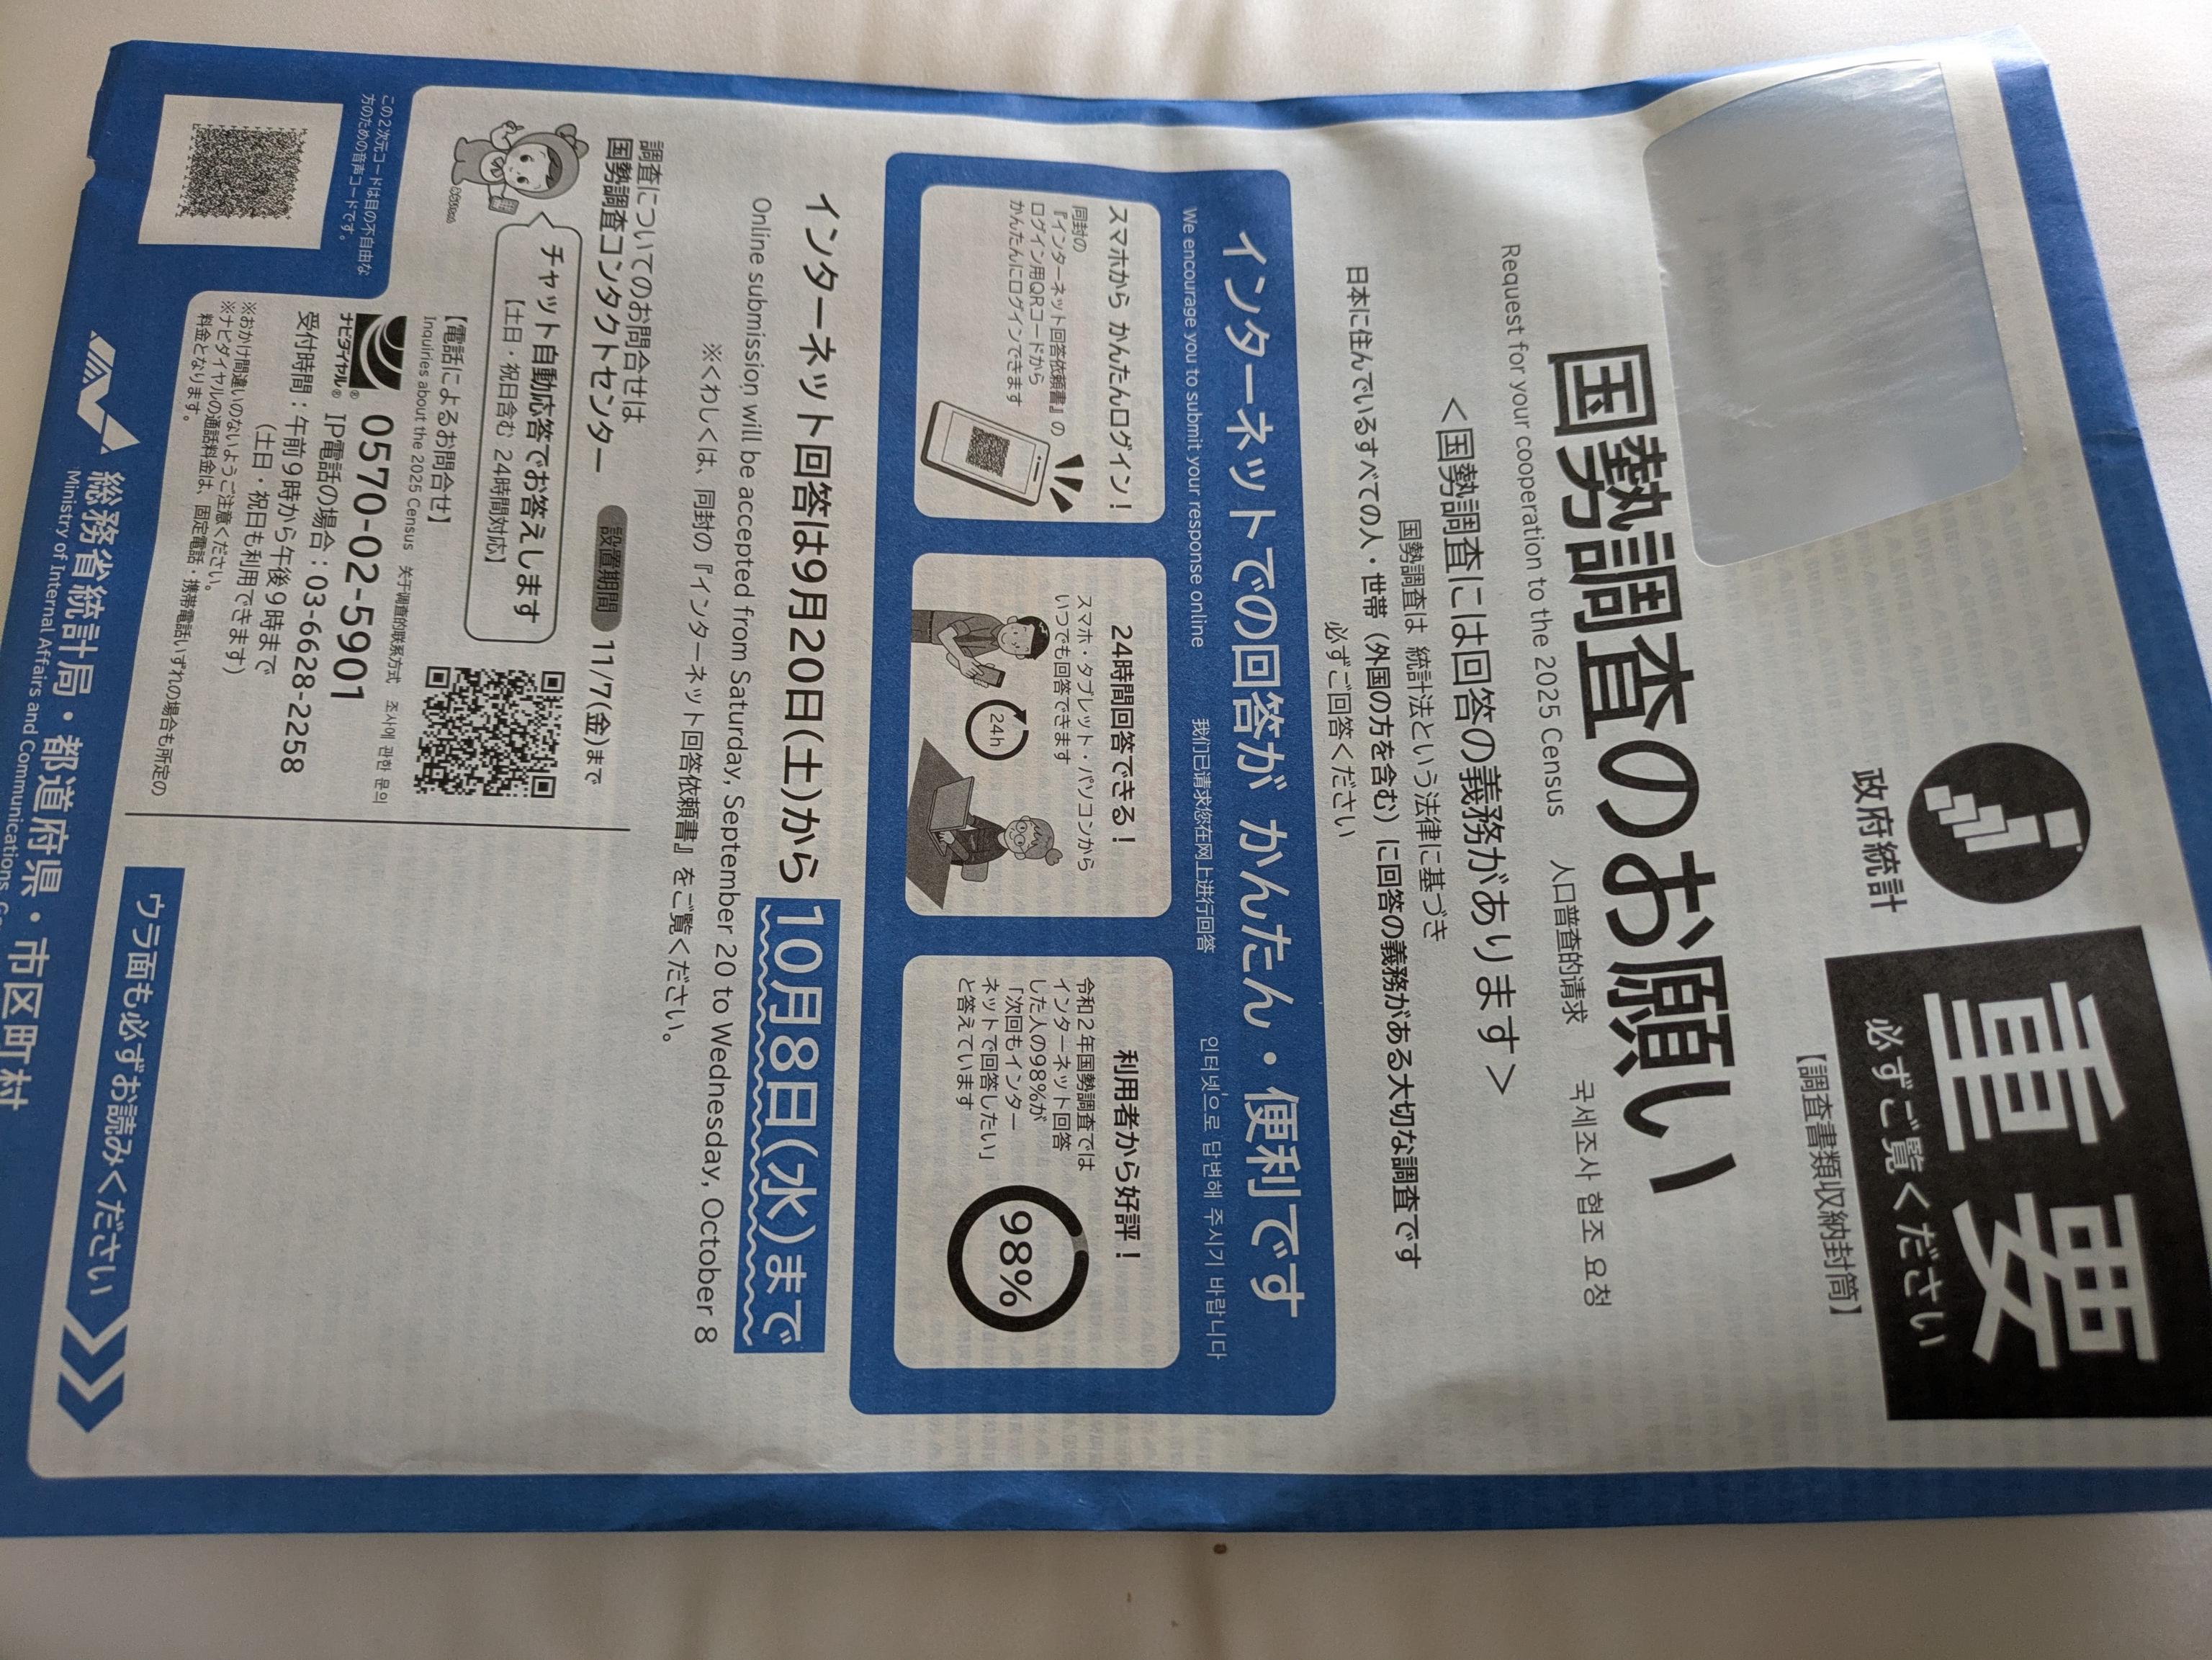 政府統計
重要
必ずご覧ください
【調査書類収納封筒】
国勢調査のお願い
Request for your cooperation to the 2025 Census 人口普查的请求 국세조사 협조 요청
<国勢調査には回答の義務があります>
国勢調査は 統計法という法律に基づき
日本に住んでいるすべての人・世帯（外国の方を含む）に回答の義務がある大切な調査です
必ずご回答ください
インターネットでの回答が かんたん・便利です
We encourage you to submit your response online 我们已请求您在网上进行回答 인터넷으로 답변해 주시기 바랍니다
スマホから かんたんログイン！
同封の
『インターネット回答依頼書』の
ログイン用QRコードから
かんたんにログインできます
24時間回答できる！
スマホ・タブレット・パソコンから
いつでも回答できます
24h
利用者から好評！
令和2年国勢調査では
インターネット回答
した人の98%が
「次回もインター
ネットで回答したい」
と答えています
98%
インターネット回答は9月20日(土)から 10月8日(水)まで
Online submission will be accepted from Saturday, September 20 to Wednesday, October 8
※くわしくは、同封の『インターネット回答依頼書』をご覧ください。
調査についてのお問合せは
国勢調査コンタクトセンター 設置期間 11/7(金)まで
チャット自動応答でお答えします
【土日・祝日含む 24時間対応】
【電話によるお問合せ】
Inquiries about the 2025 Census 关于调查的联系方式 조사에 관한 문의
ナビダイヤル® 0570-02-5901
IP電話の場合：03-6628-2258
受付時間：午前9時から午後9時まで
（土日・祝日も利用できます）
※おかけ間違いのないようご注意ください。
※ナビダイヤルの通話料金は、固定電話・携帯電話いずれの場合も所定の
料金となります。
この2次元コードは目の不自由な
方のための音声コードです。
ウラ面も必ずお読みください
総務省統計局・都道府県・市区町村
Ministry of Internal Affairs and Communications